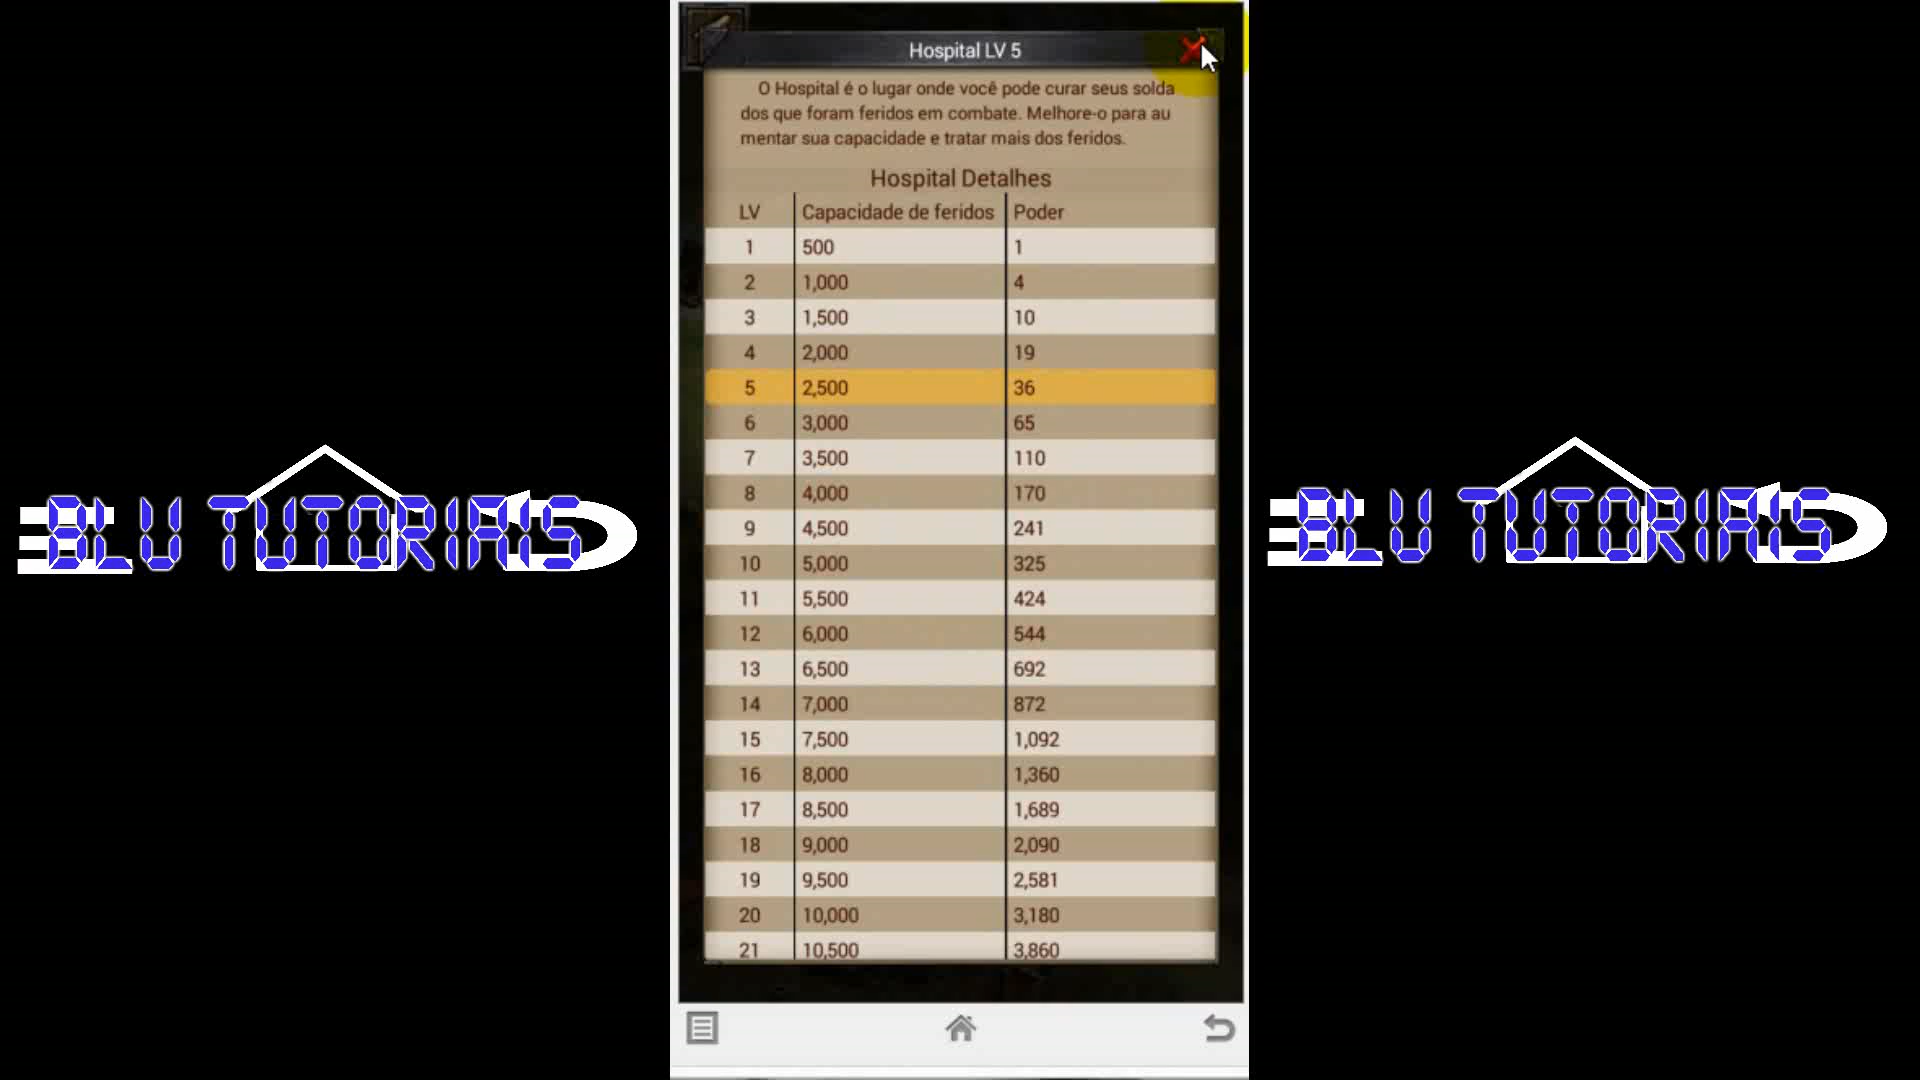 Hospital LV 5
O Hospital é o lugar onde você pode curar seus solda
dos que foram feridos em combate. Melhore-o para au
mentar sua capacidade e tratar mais dos feridos.
Hospital Detalhes
LV Capacidade de feridos Poder
1 500 1
2 1,000 4
3 1,500 10
4 2,000 19
5 2,500 36
6 3,000 65
7 3,500 110
8 4,000 170
9 4,500 241
10 5,000 325
11 5,500 424
12 6,000 544
13 6,500 692
14 7,000 872
15 7,500 1,092
16 8,000 1,360
17 8,500 1,689
18 9,000 2,090
19 9,500 2,581
20 10,000 3,180
21 10,500 3,860
BLU TUTORIAIS
BLU TUTORIAIS